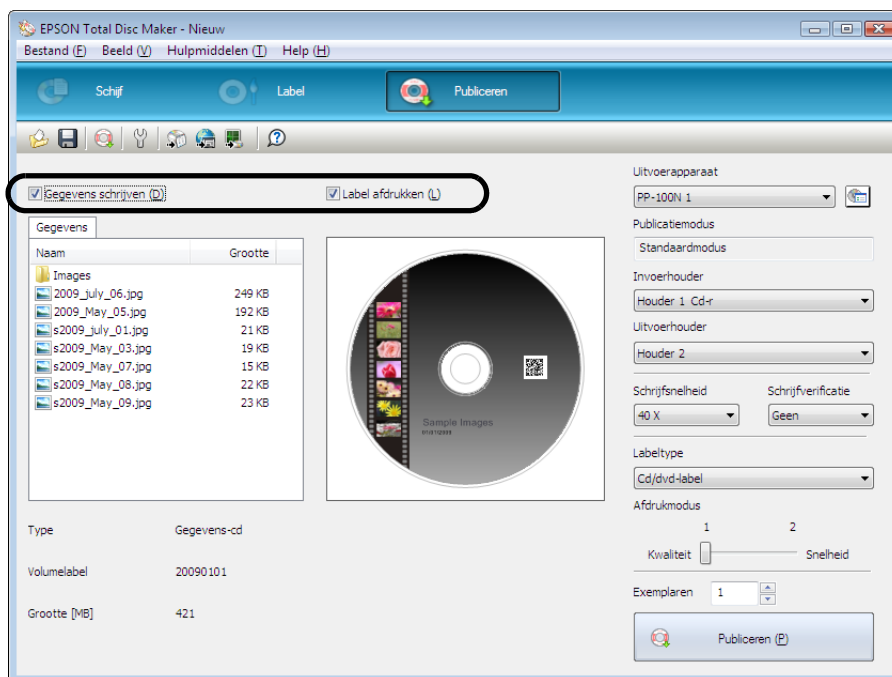 EPSON Total Disc Maker - Nieuw
Bestand (F) Beeld (V) Hulpmiddelen (T) Help (H)
Schijf Label Publiceren
Gegevens schrijven (D) Label afdrukken (L)
Gegevens
Naam Grootte
Images
2009_july_06.jpg 249 KB
2009_May_05.jpg 192 KB
s2009_july_01.jpg 21 KB
s2009_May_03.jpg 19 KB
s2009_May_07.jpg 15 KB
s2009_May_08.jpg 22 KB
s2009_May_09.jpg 23 KB
Sample Images
Type Gegevens-cd
Volumelabel 20090101
Grootte [MB] 421
Uitvoerapparaat
PP-100N 1
Publicatiemodus
Standaardmodus
Invoerhouder
Houder 1 Cd-r
Uitvoerhouder
Houder 2
Schrijfsnelheid Schrijfverificatie
40 X Geen
Labeltype
Cd/dvd-label
Afdrukmodus
1 2
Kwaliteit Snelheid
Exemplaren 1
Publiceren (P)